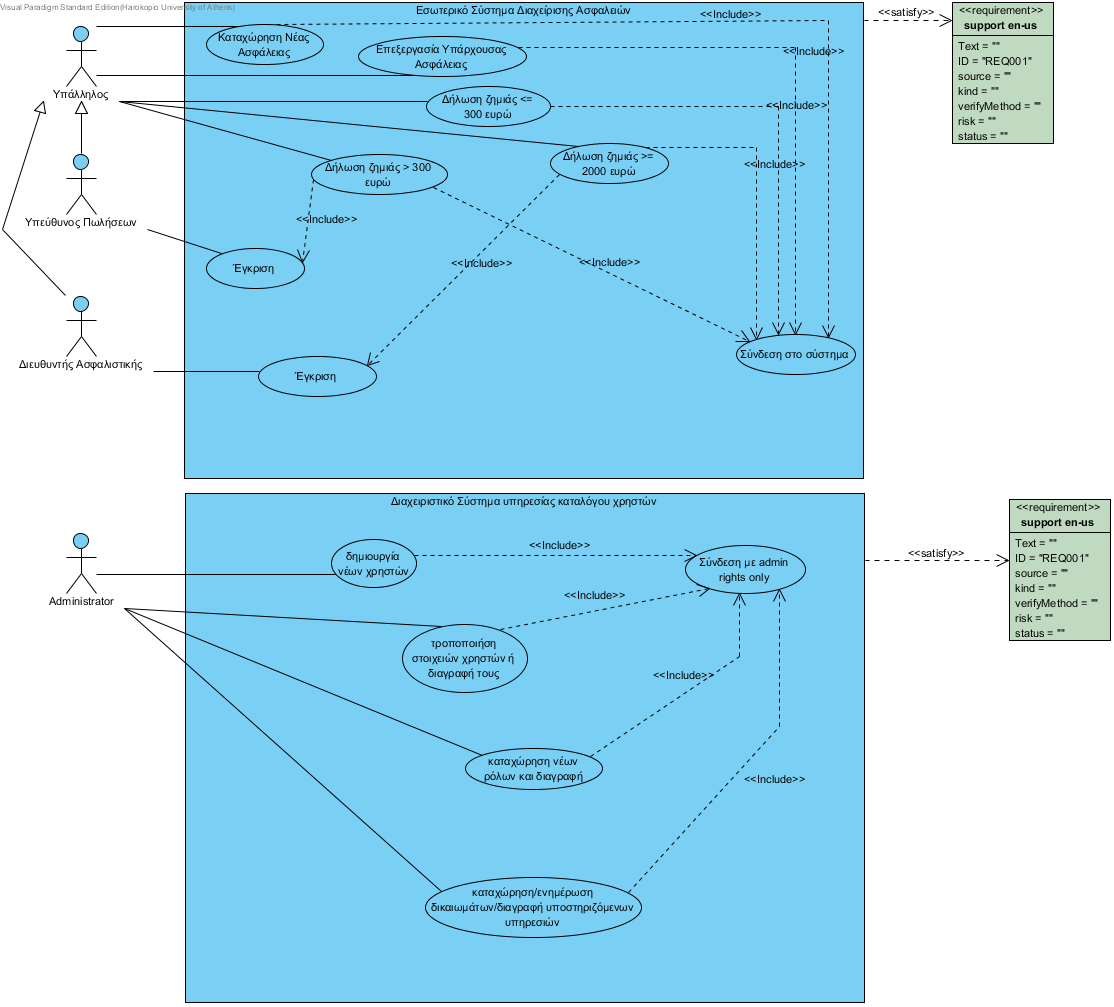 Visual Paradigm Standard Edition(Harokopio University of Athens)
Εσωτερικό Σύστημα Διαχείρισης Ασφαλειών
<<Include>>
<<satisfy>>
<<requirement>>
support en-us
Text = ""
ID = "REQ001"
source = ""
kind = ""
verifyMethod = ""
risk = ""
status = ""
Καταχώρηση Νέας
Ασφάλειας
Επεξεργασία Υπάρχουσας
Ασφάλειας
<<Include>>
Υπάλληλος
Δήλωση ζημιάς <=
300 ευρώ
<<Include>>
Δήλωση ζημιάς >=
2000 ευρώ
<<Include>>
Δήλωση ζημιάς > 300
ευρώ
Υπεύθυνος Πωλήσεων
<<Include>>
Έγκριση
<<Include>>
<<Include>>
Διευθυντής Ασφαλιστικής
Έγκριση
Σύνδεση στο σύστημα
Διαχειριστικό Σύστημα υπηρεσίας καταλόγου χρηστών
<<requirement>>
support en-us
Text = ""
ID = "REQ001"
source = ""
kind = ""
verifyMethod = ""
risk = ""
status = ""
<<satisfy>>
Administrator
δημιουργία
νέων χρηστών
<<Include>>
Σύνδεση με admin
rights only
<<Include>>
τροποποιήση
στοιχειών χρηστών ή
διαγραφή τους
<<Include>>
καταχώρηση νέων
ρόλων και διαγραφή
<<Include>>
καταχώρηση/ενημέρωση
δικαιωμάτων/διαγραφή υποστηριζόμενων
υπηρεσιών